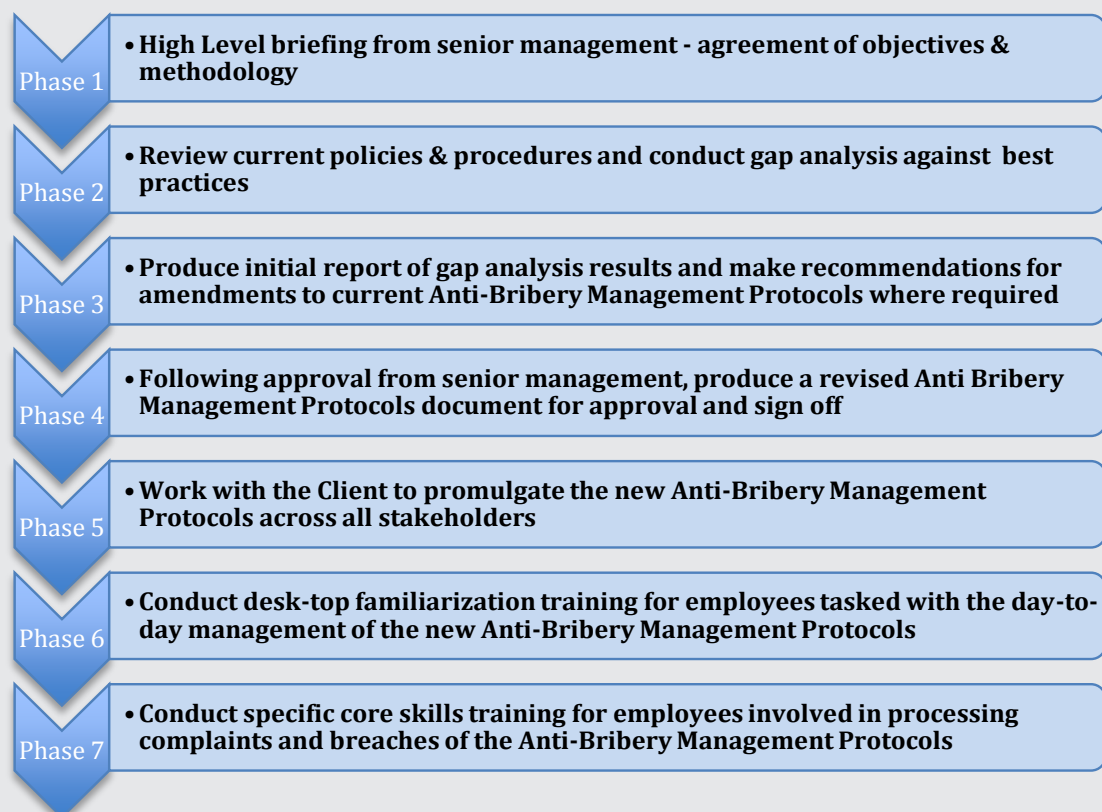 Phase 1
• High Level briefing from senior management - agreement of objectives &
methodology
Phase 2
• Review current policies & procedures and conduct gap analysis against best
practices
Phase 3
• Produce initial report of gap analysis results and make recommendations for
amendments to current Anti-Bribery Management Protocols where required
Phase 4
• Following approval from senior management, produce a revised Anti Bribery
Management Protocols document for approval and sign off
Phase 5
• Work with the Client to promulgate the new Anti-Bribery Management
Protocols across all stakeholders
Phase 6
• Conduct desk-top familiarization training for employees tasked with the day-to-
day management of the new Anti-Bribery Management Protocols
Phase 7
• Conduct specific core skills training for employees involved in processing
complaints and breaches of the Anti-Bribery Management Protocols